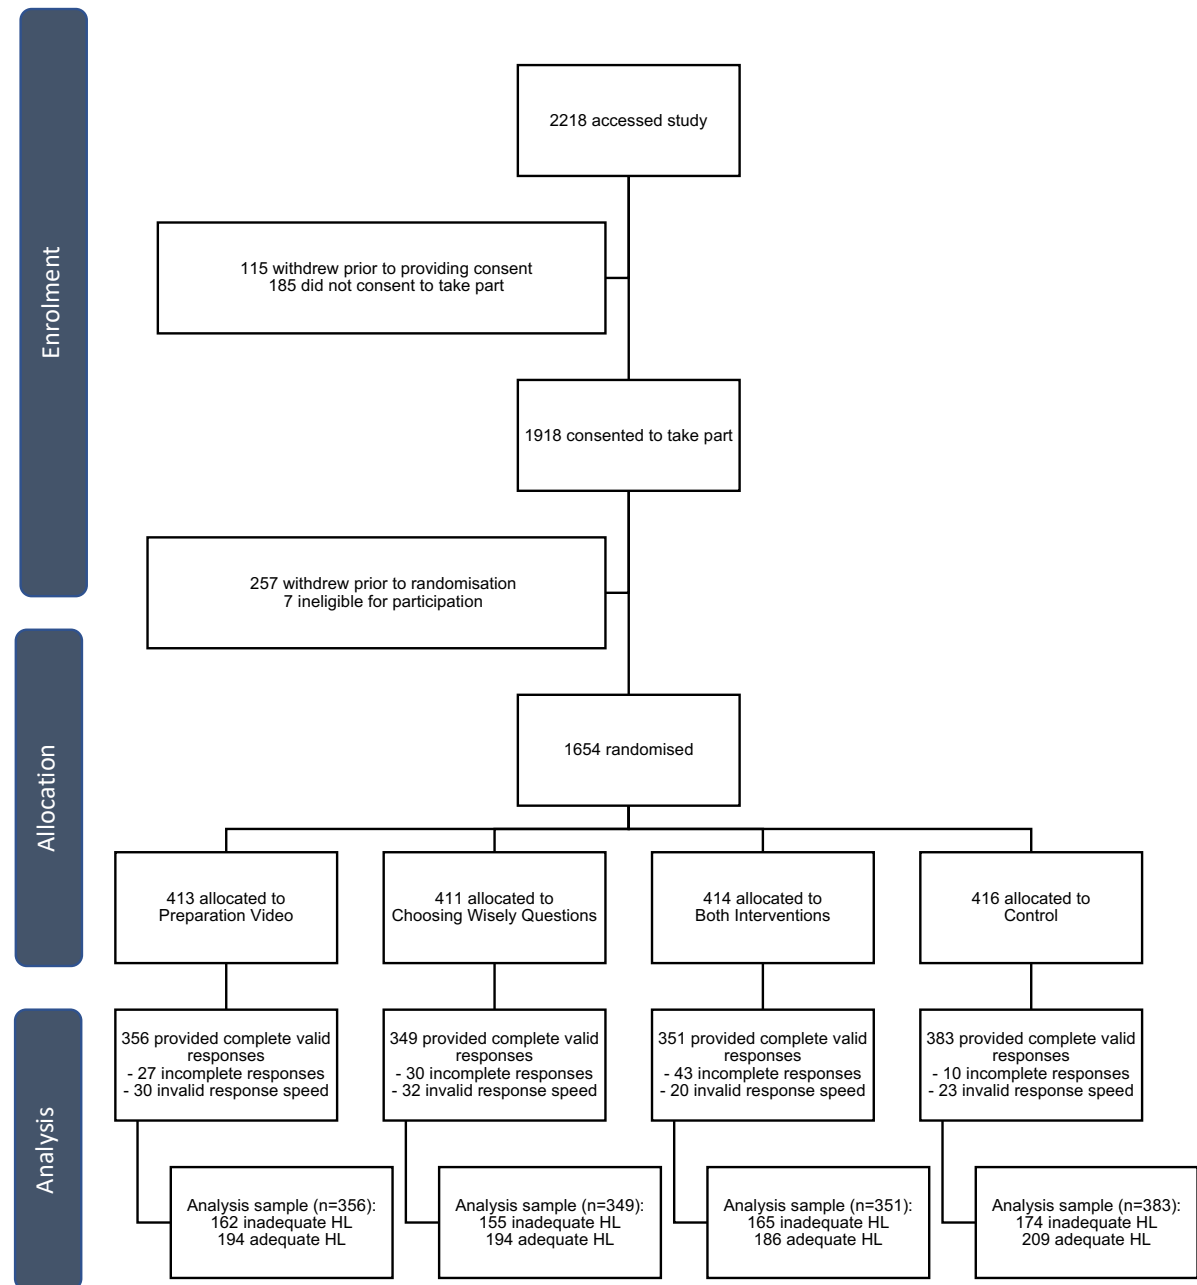 Enrolment
2218 accessed study
115 withdrew prior to providing consent
185 did not consent to take part
1918 consented to take part
257 withdrew prior to randomisation
7 ineligible for participation
Allocation
1654 randomised
413 allocated to
Preparation Video
411 allocated to
Choosing Wisely Questions
414 allocated to
Both Interventions
416 allocated to
Control
Analysis
356 provided complete valid
responses
- 27 incomplete responses
- 30 invalid response speed
349 provided complete valid
responses
- 30 incomplete responses
- 32 invalid response speed
351 provided complete valid
responses
- 43 incomplete responses
- 20 invalid response speed
383 provided complete valid
responses
- 10 incomplete responses
- 23 invalid response speed
Analysis sample (n=356):
162 inadequate HL
194 adequate HL
Analysis sample (n=349):
155 inadequate HL
194 adequate HL
Analysis sample (n=351):
165 inadequate HL
186 adequate HL
Analysis sample (n=383):
174 inadequate HL
209 adequate HL